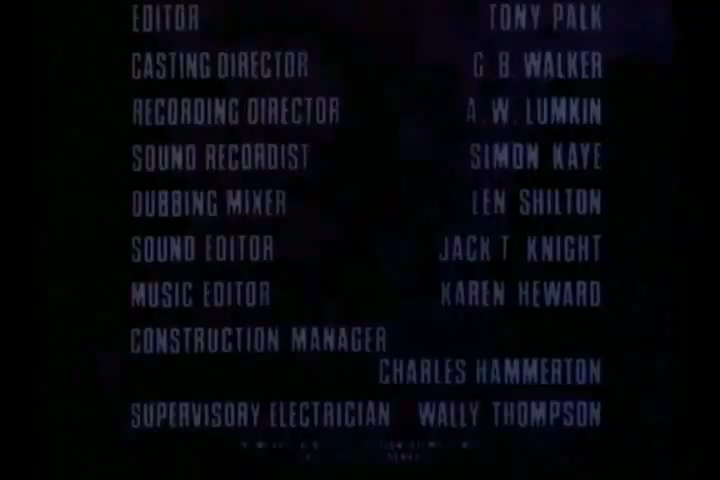 EDITOR TONY PALK
CASTING DIRECTOR G. B. WALKER
RECORDING DIRECTOR A. W. LUMKIN
SOUND RECORDIST SIMON KAYE
DUBBING MIXER LEN SHILTON
SOUND EDITOR JACK T. KNIGHT
MUSIC EDITOR KAREN HEWARD
CONSTRUCTION MANAGER
CHARLES HAMMERTON
SUPERVISORY ELECTRICIAN WALLY THOMPSON